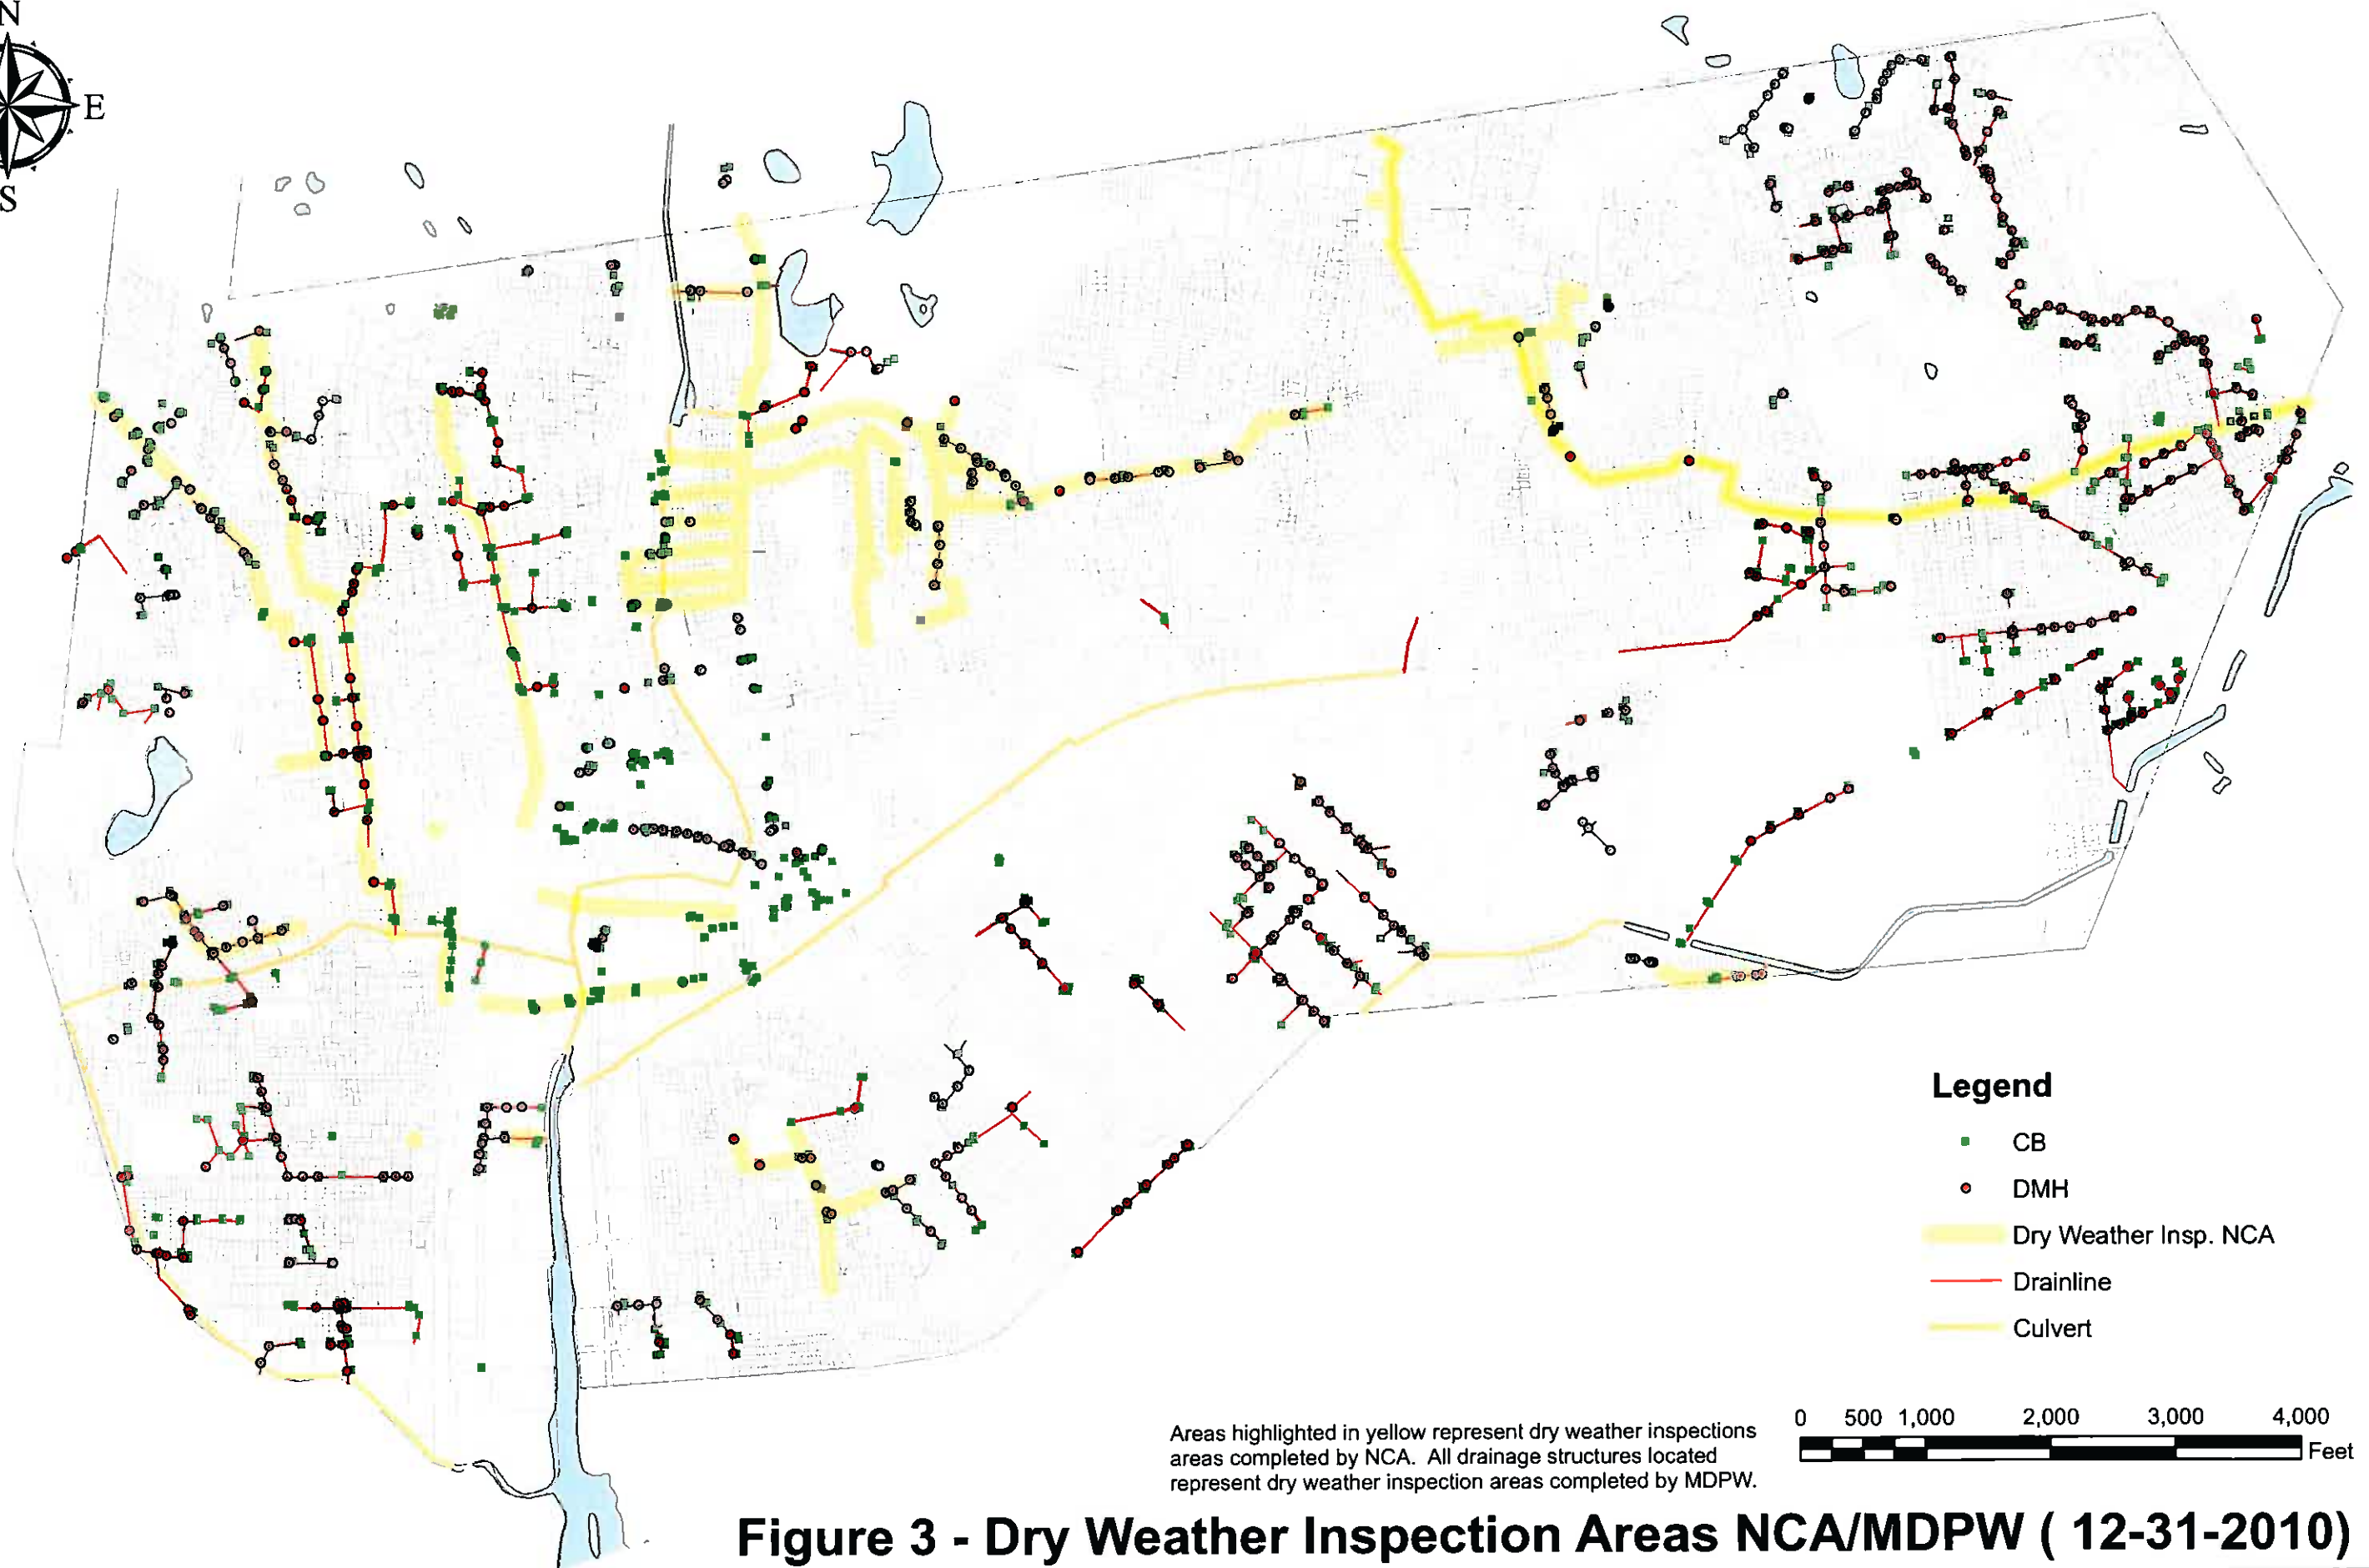 N
E
S
Legend
CB
DMH
Dry Weather Insp. NCA
Drainline
Culvert
0 500 1,000 2,000 3,000 4,000
Feet
Areas highlighted in yellow represent dry weather inspections
areas completed by NCA. All drainage structures located
represent dry weather inspection areas completed by MDPW.
Figure 3 - Dry Weather Inspection Areas NCA/MDPW ( 12-31-2010)